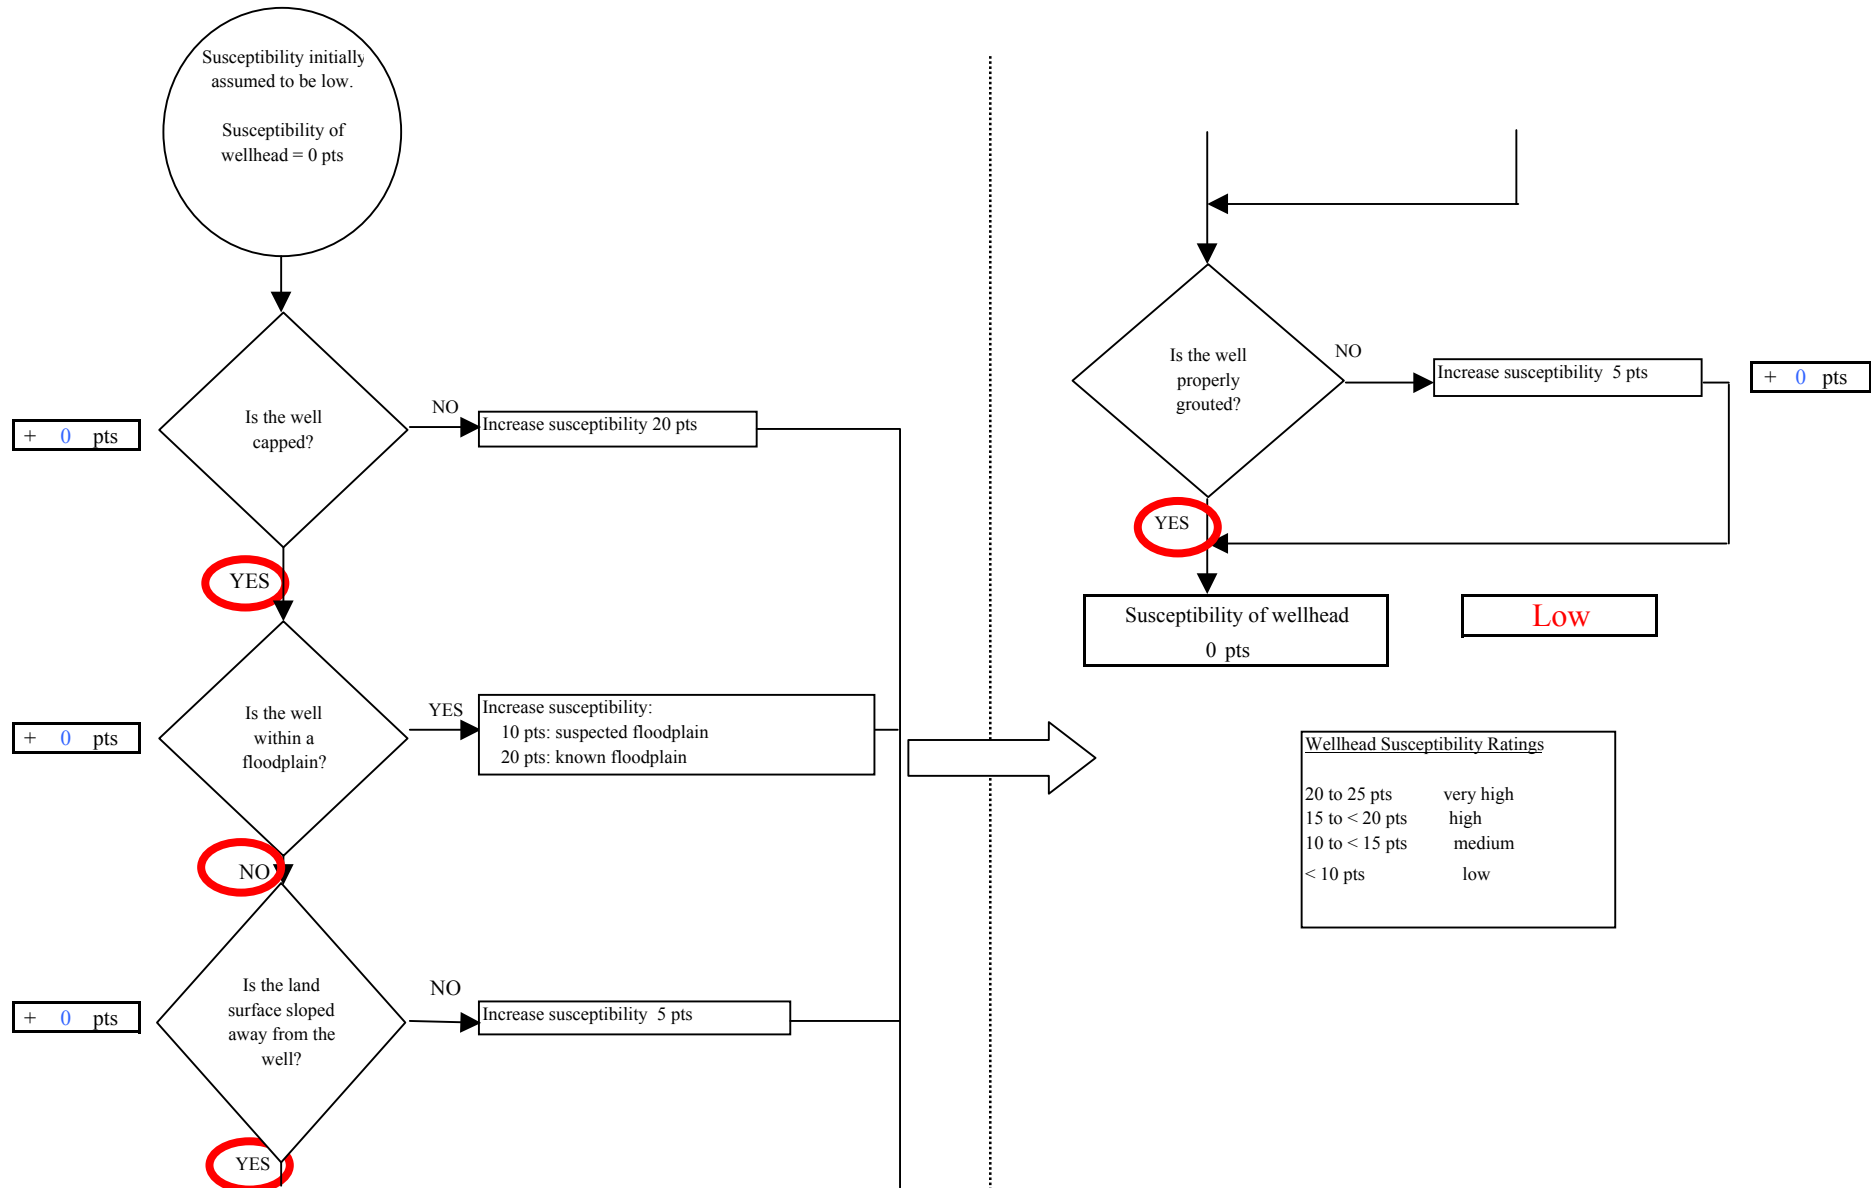 Susceptibility initially
assumed to be low.
Susceptibility of
wellhead = 0 pts
+ 0 pts
Is the well
capped?
NO
Increase susceptibility 20 pts
YES
+ 0 pts
Is the well
within a
floodplain?
YES
Increase susceptibility:
10 pts: suspected floodplain
20 pts: known floodplain
NO
+ 0 pts
Is the land
surface sloped
away from the
well?
NO
Increase susceptibility 5 pts
YES
Is the well
properly
grouted?
NO
Increase susceptibility 5 pts
+ 0 pts
YES
Susceptibility of wellhead
0 pts
Low
Wellhead Susceptibility Ratings
20 to 25 pts very high
15 to < 20 pts high
10 to < 15 pts medium
< 10 pts low